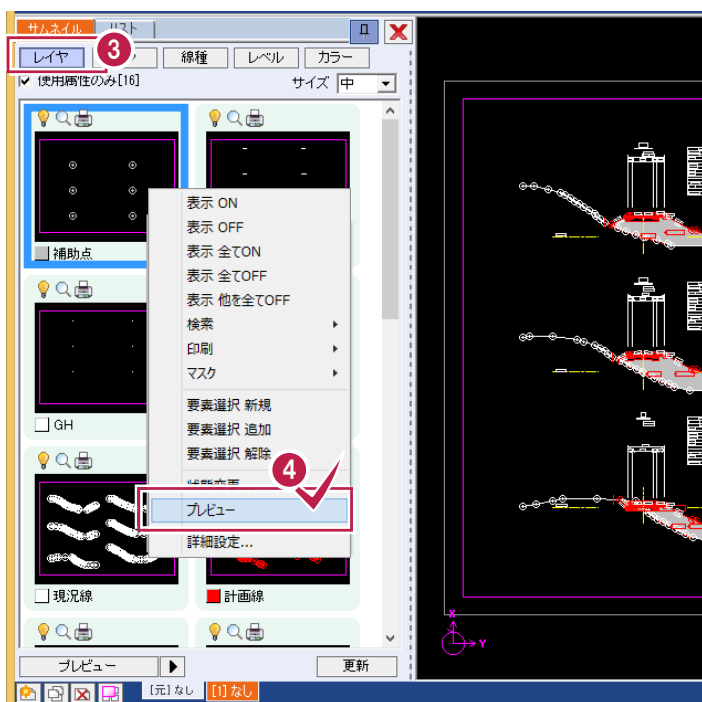 サムネイル リスト
レイヤ 3 線種 レベル カラー
使用属性のみ[16] サイズ 中
補助点
GH
現況線
計画線
表示 ON
表示 OFF
表示 全てON
表示 全てOFF
表示 他を全てOFF
検索
印刷
マスク
要素選択 新規
要素選択 追加
要素選択 解除
4
状態変更
プレビュー
詳細設定...
プレビュー 更新
[元] なし [1] なし
X
Y